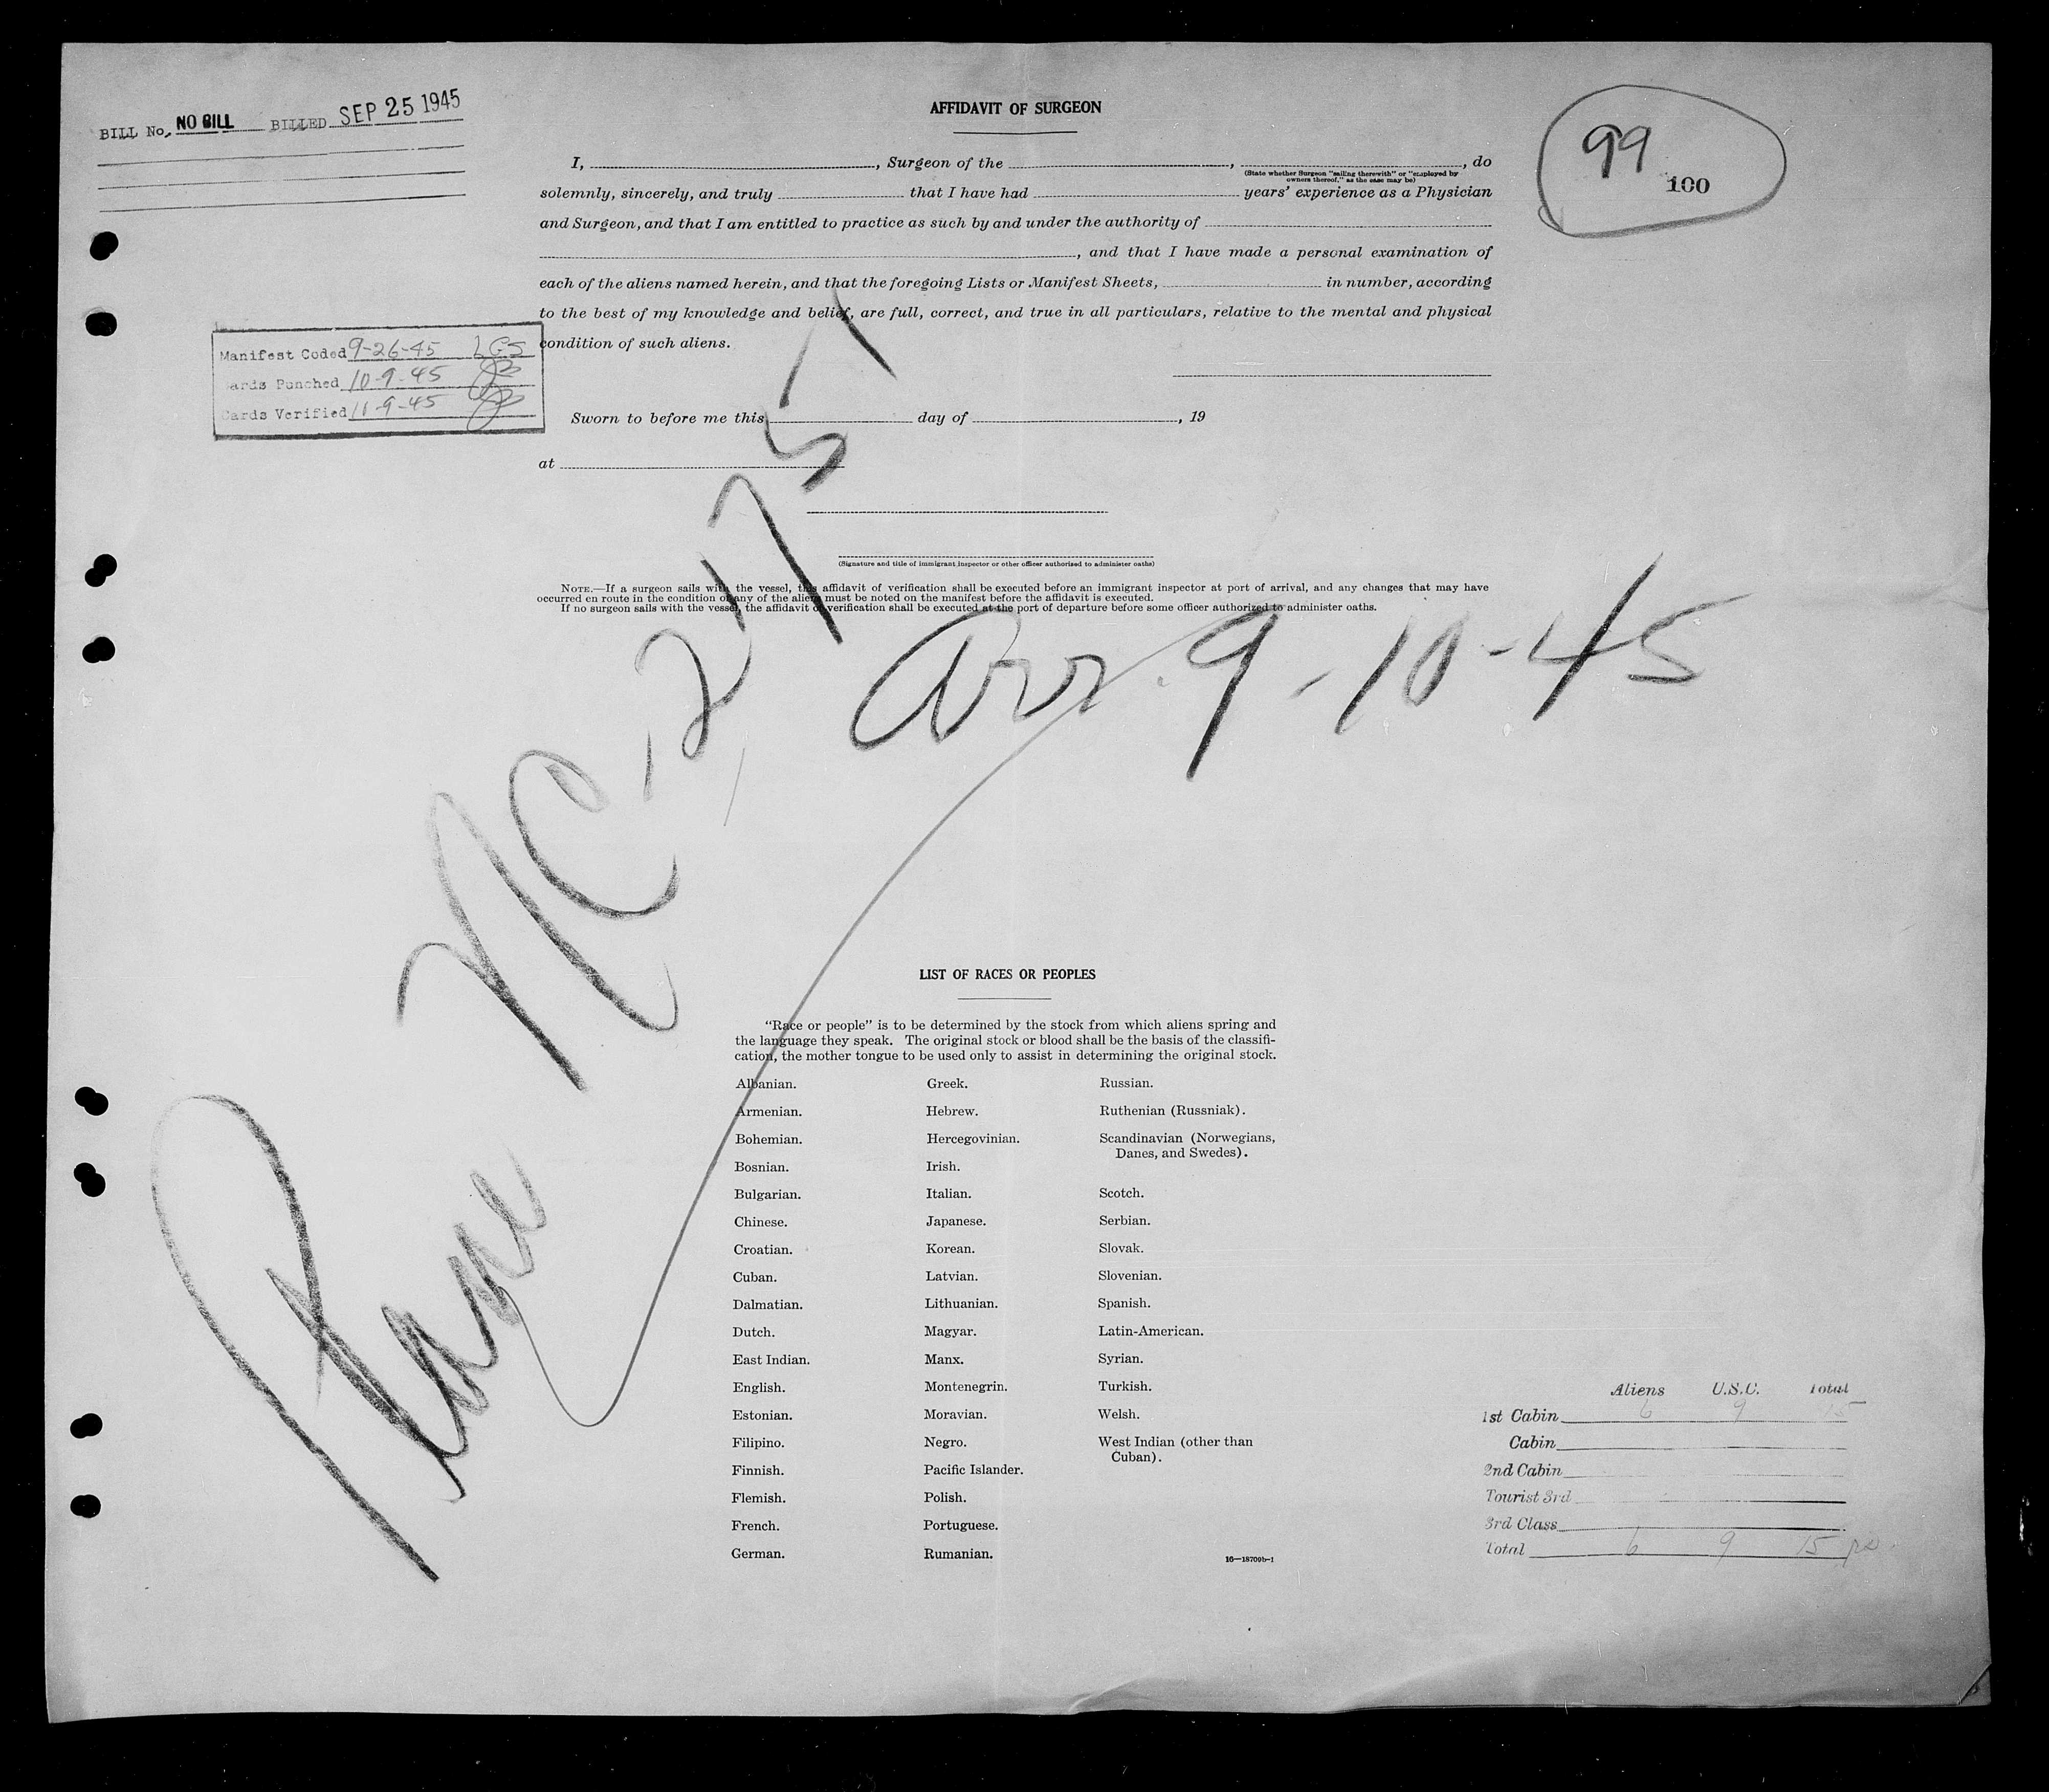 BILL No. NO BILL BILLED SEP 25 1945
AFFIDAVIT OF SURGEON
99
100
I, , Surgeon of the , , do
(State whether Surgeon "sailing therewith" or "employed by
owners thereof," as the case may be)
solemnly, sincerely, and truly that I have had years' experience as a Physician
and Surgeon, and that I am entitled to practice as such by and under the authority of
, and that I have made a personal examination of
each of the aliens named herein, and that the foregoing Lists or Manifest Sheets, in number, according
to the best of my knowledge and belief, are full, correct, and true in all particulars, relative to the mental and physical
condition of such aliens.
Manifest Coded 9-26-45 LCS
Cards Punched 10-9-45
Cards Verified 11-9-45
Sworn to before me this day of , 19
at
(Signature and title of immigrant inspector or other officer authorized to administer oaths)
NOTE.—If a surgeon sails with the vessel, this affidavit of verification shall be executed before an immigrant inspector at port of arrival, and any changes that may have
occurred en route in the condition of any of the aliens must be noted on the manifest before the affidavit is executed.
If no surgeon sails with the vessel, the affidavit of verification shall be executed at the port of departure before some officer authorized to administer oaths.
Plane NC
Arr. 9-10-45
LIST OF RACES OR PEOPLES
"Race or people" is to be determined by the stock from which aliens spring and
the language they speak. The original stock or blood shall be the basis of the classifi-
cation, the mother tongue to be used only to assist in determining the original stock.
Albanian. Greek. Russian.
Armenian. Hebrew. Ruthenian (Russniak).
Bohemian. Hercegovinian. Scandinavian (Norwegians,
Danes, and Swedes).
Bosnian. Irish.
Bulgarian. Italian. Scotch.
Chinese. Japanese. Serbian.
Croatian. Korean. Slovak.
Cuban. Latvian. Slovenian.
Dalmatian. Lithuanian. Spanish.
Dutch. Magyar. Latin-American.
East Indian. Manx. Syrian.
English. Montenegrin. Turkish.
Estonian. Moravian. Welsh.
Filipino. Negro. West Indian (other than
Cuban).
Finnish. Pacific Islander.
Flemish. Polish.
French. Portuguese.
German. Rumanian.
16—18709b-1
Aliens U.S.C. Total
1st Cabin 6 9 15
Cabin
2nd Cabin
Tourist 3rd
3rd Class
Total 6 9 15